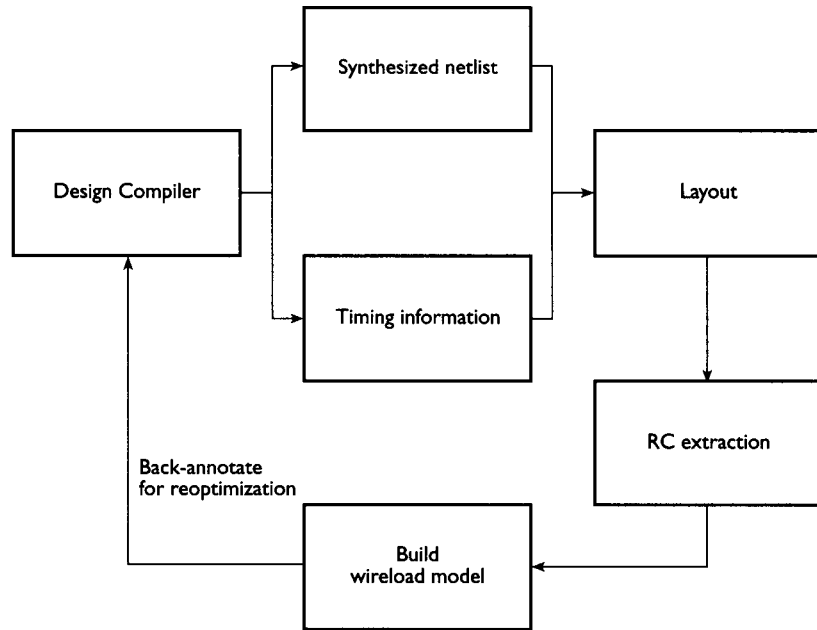 Synthesized netlist
Design Compiler
Layout
Timing information
RC extraction
Back-annotate
for reoptimization
Build
wireload model